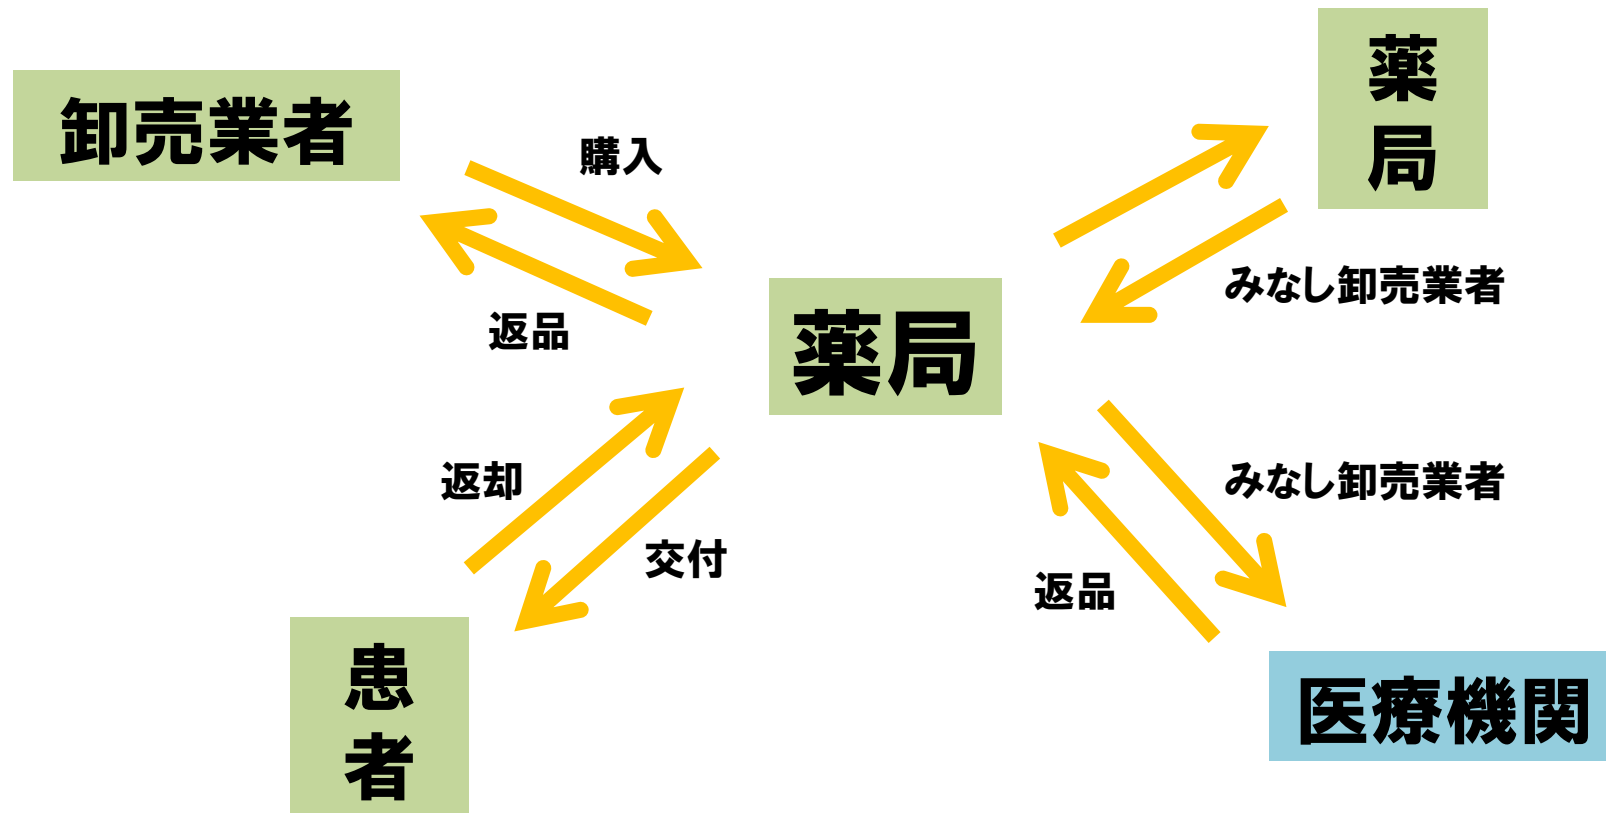 卸売業者
購入
返品
薬局
薬局
みなし卸売業者
返却
交付
みなし卸売業者
返品
患者
医療機関